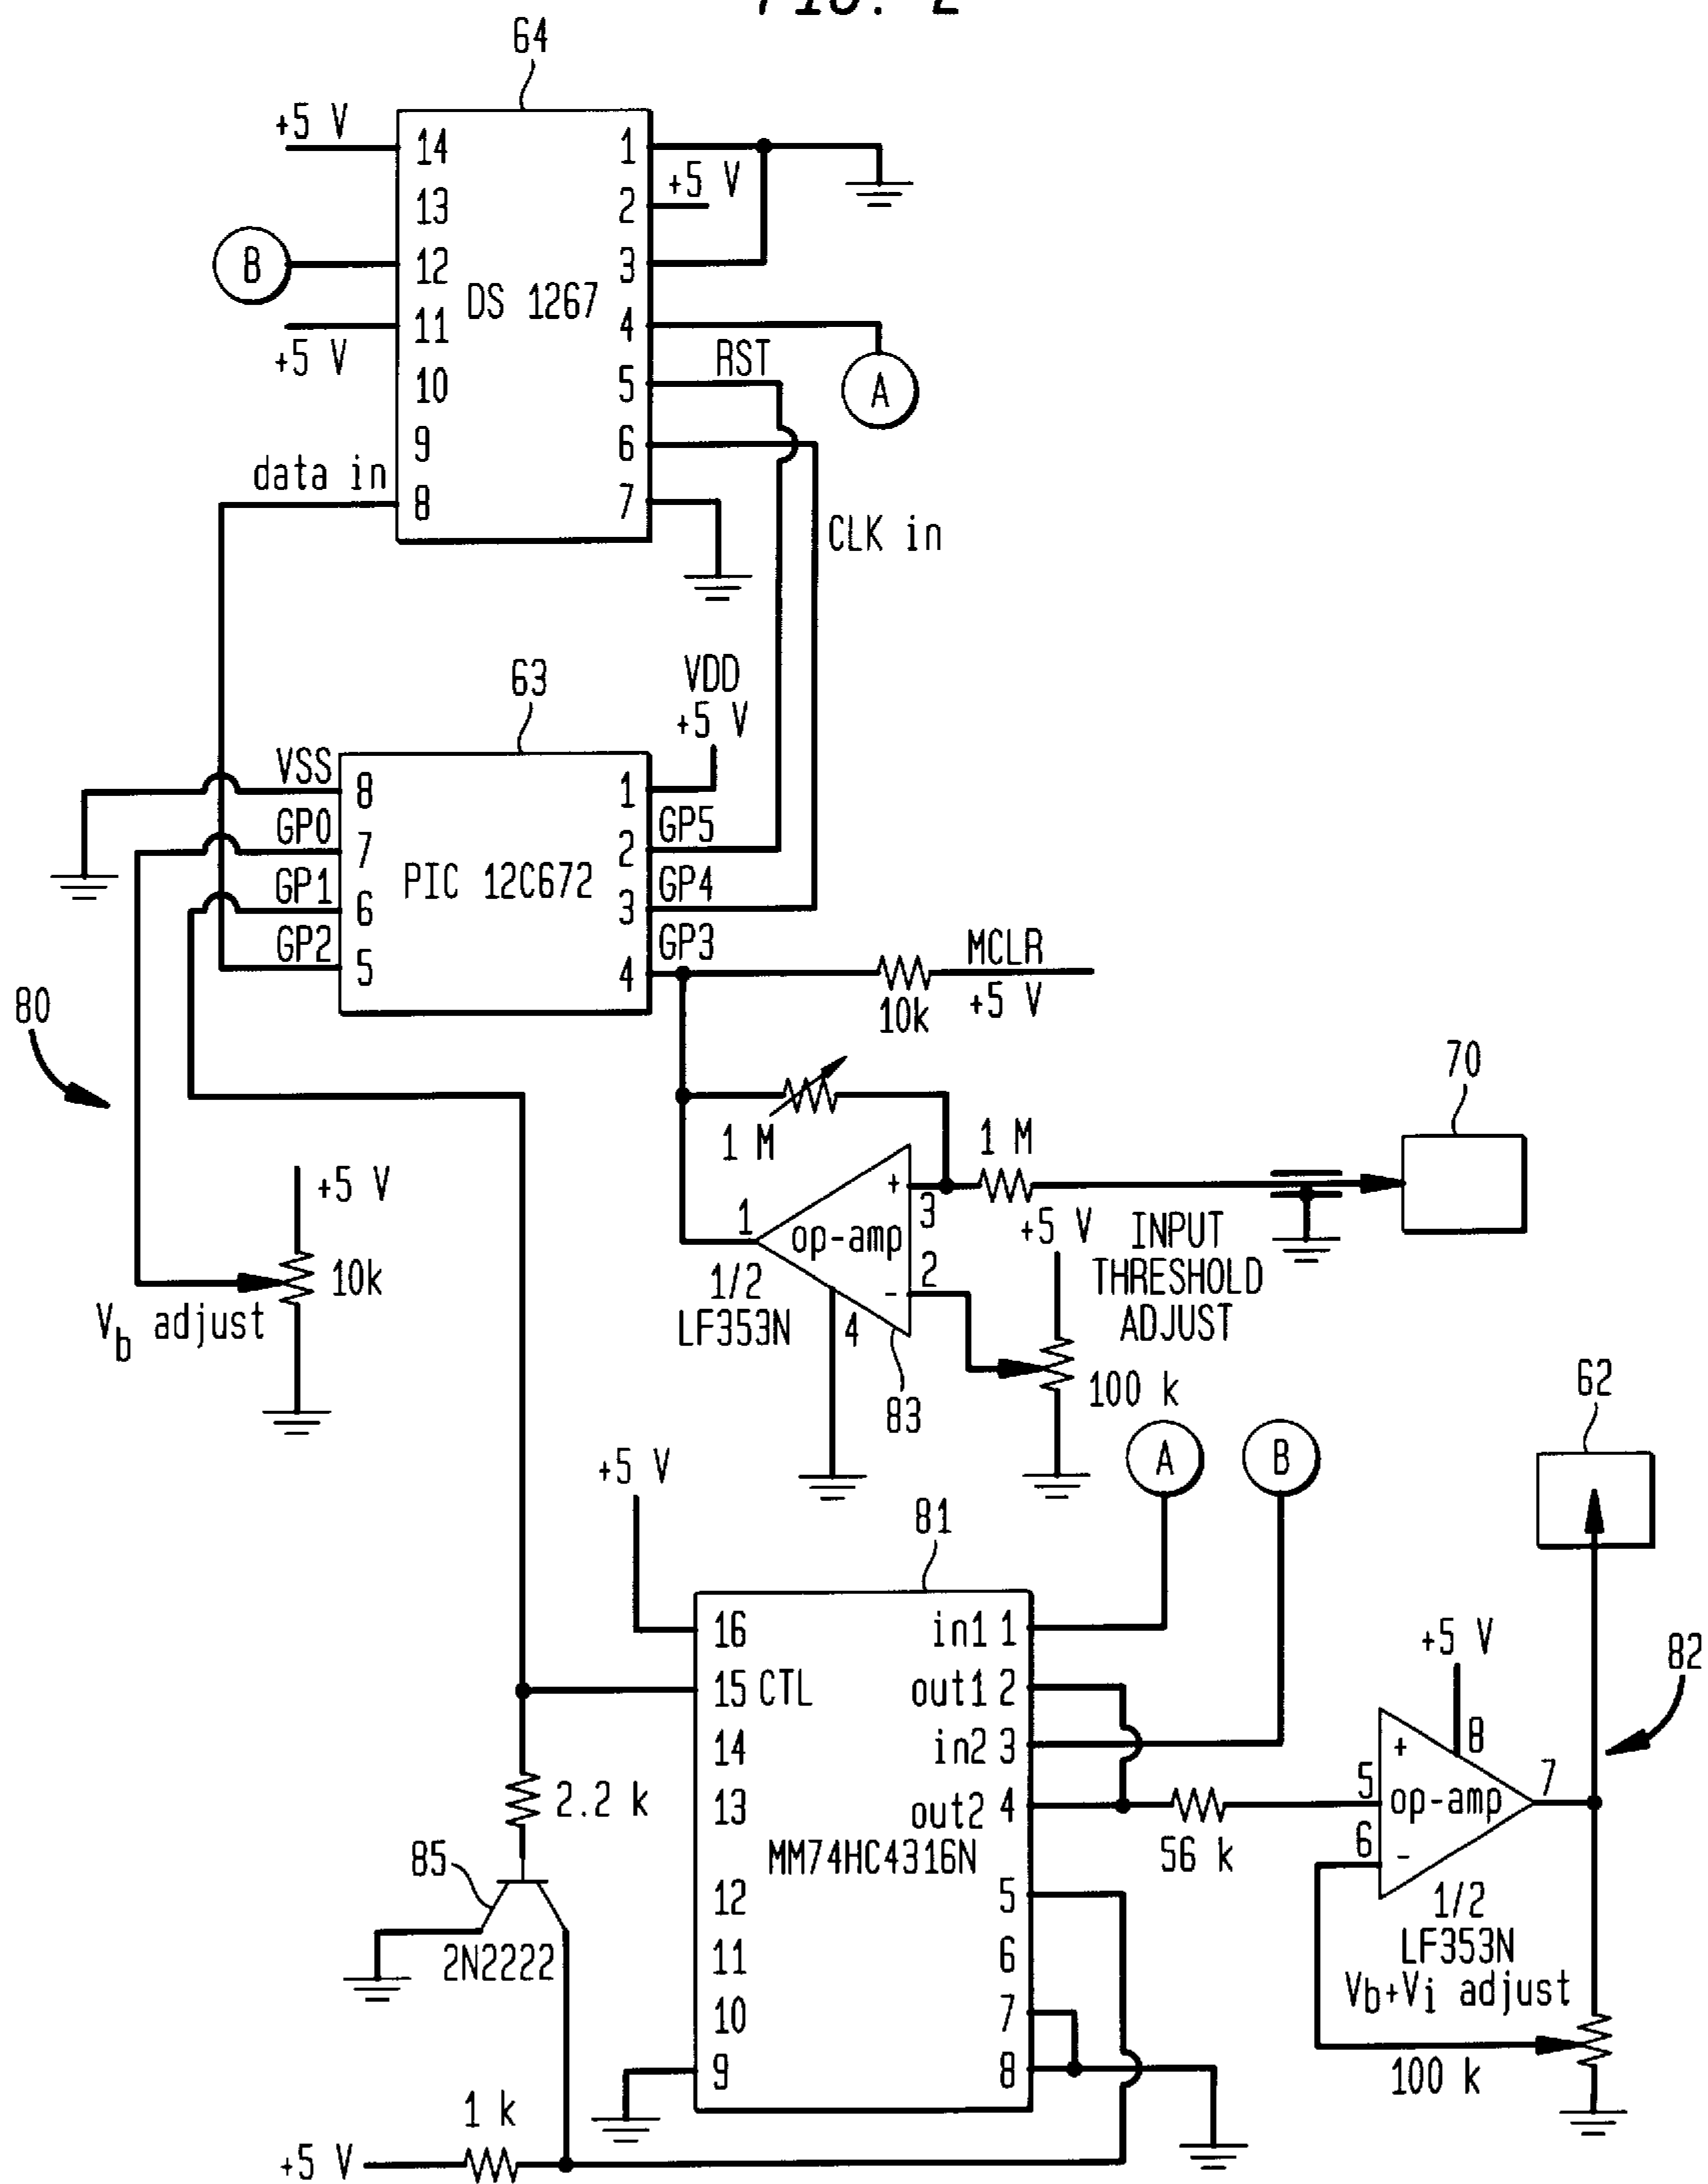 FIG. 2
64
+5 V
14
1
+5 V
13
2
B
12
3
DS 1267
11
4
+5 V
RST
10
5
A
9
6
data in
8
7
CLK in
63
VDD
+5 V
VSS
8
1
GP0
GP5
7
2
PIC 12C672
GP1
GP4
6
3
GP2
GP3
5
4
MCLR
10k
+5 V
80
70
1 M
1 M
+5 V
+
3
1
op-amp
+5 V
INPUT
THRESHOLD
ADJUST
10k
1/2
LF353N
2
-
4
Vb adjust
100 k
83
62
+5 V
A
B
81
16
in1 1
+5 V
82
15 CTL
out1 2
14
in2 3
+
8
2.2 k
13
out2 4
5
op-amp
7
6
-
56 k
MM74HC4316N
85
12
5
1/2
LF353N
2N2222
11
6
Vb+Vi adjust
10
7
9
8
100 k
1 k
+5 V